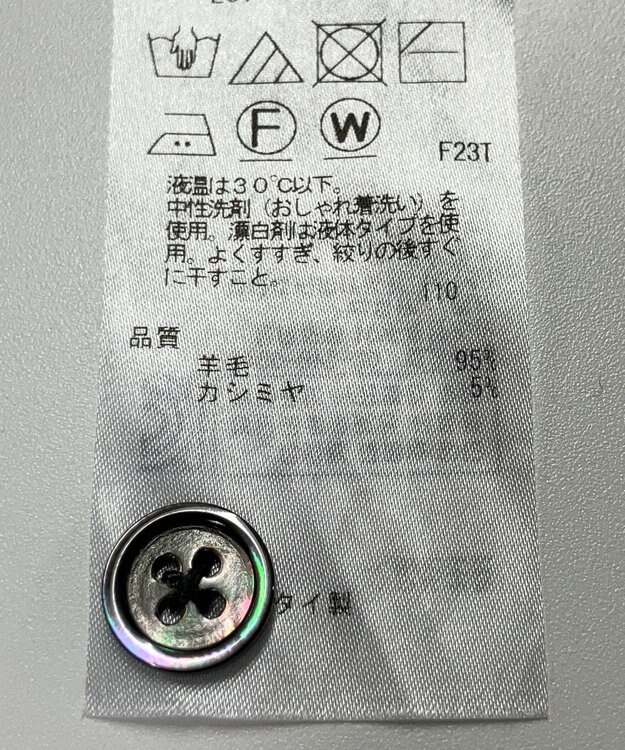 F
W
F23T
液温は30℃以下。
中性洗剤（おしゃれ着洗い）を
使用。漂白剤は液体タイプを使
用。よくすすぎ、絞りの後すぐ
に干すこと。
110
品質
羊毛 95%
カシミヤ 5%
タイ製